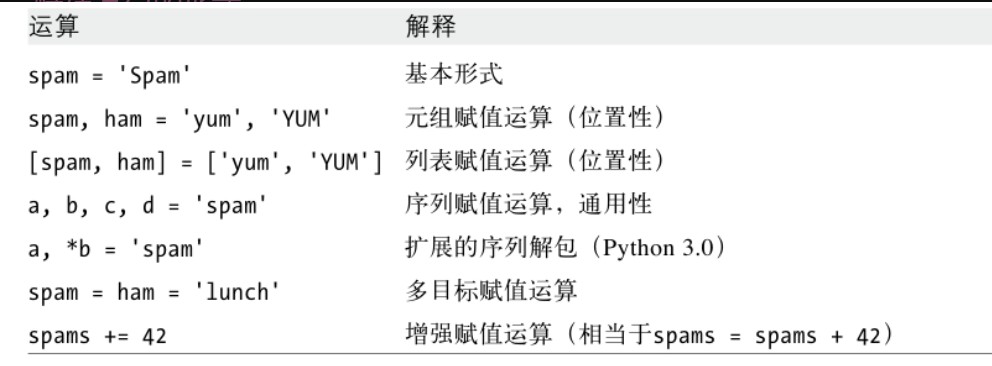 运算 解释
spam = 'Spam' 基本形式
spam, ham = 'yum', 'YUM' 元组赋值运算（位置性）
[spam, ham] = ['yum', 'YUM'] 列表赋值运算（位置性）
a, b, c, d = 'spam' 序列赋值运算，通用性
a, *b = 'spam' 扩展的序列解包（Python 3.0）
spam = ham = 'lunch' 多目标赋值运算
spams += 42 增强赋值运算（相当于spams = spams + 42）